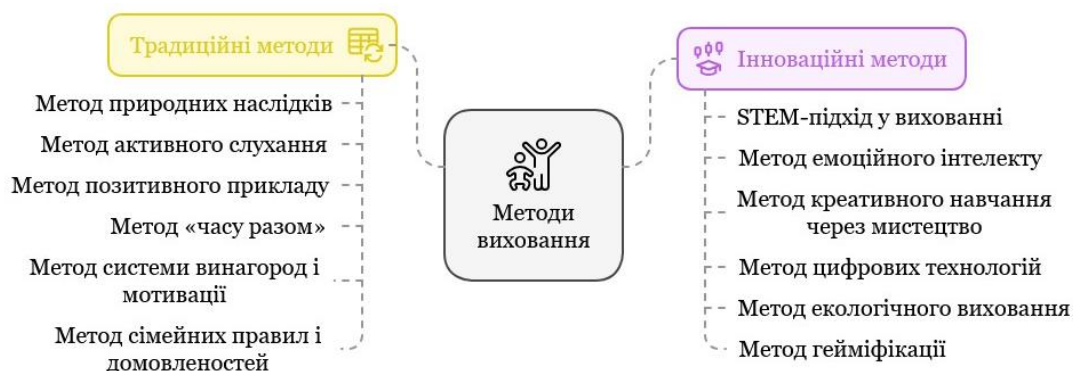 Традиційні методи
Метод природних наслідків
Метод активного слухання
Метод позитивного прикладу
Метод «часу разом»
Метод системи винагород і
мотивації
Метод сімейних правил і
домовленостей
Методи
виховання
Інноваційні методи
STEM-підхід у вихованні
Метод емоційного інтелекту
Метод креативного навчання
через мистецтво
Метод цифрових технологій
Метод екологічного виховання
Метод гейміфікації